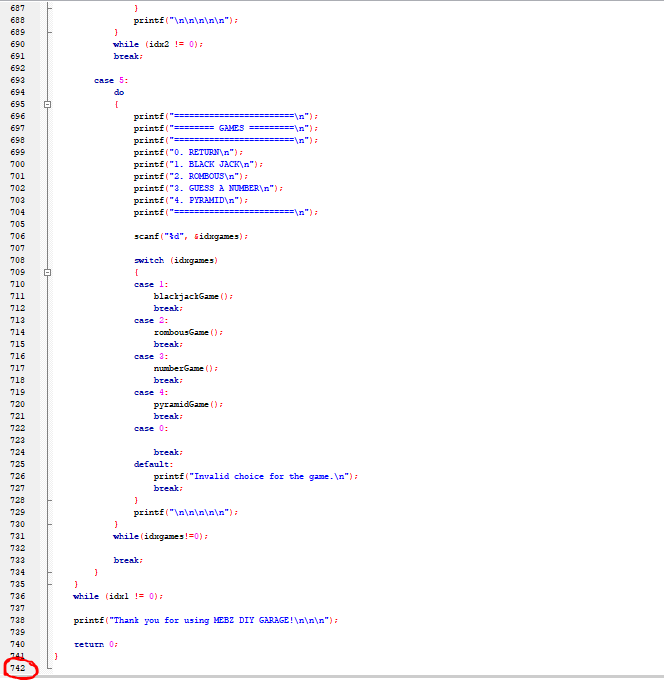 687 }
688 printf("\n\n\n\n\n");
689 }
690 while (idx2 != 0);
691 break;
692
693 case 5:
694 do
695 {
696 printf("========================\n");
697 printf("======== GAMES =========\n");
698 printf("========================\n");
699 printf("0. RETURN\n");
700 printf("1. BLACK JACK\n");
701 printf("2. ROMBOUS\n");
702 printf("3. GUESS A NUMBER\n");
703 printf("4. PYRAMID\n");
704 printf("========================\n");
705
706 scanf("%d", &idxgames);
707
708 switch (idxgames)
709 {
710 case 1:
711 blackjackGame();
712 break;
713 case 2:
714 rombousGame();
715 break;
716 case 3:
717 numberGame();
718 break;
719 case 4:
720 pyramidGame();
721 break;
722 case 0:
723
724 break;
725 default:
726 printf("Invalid choice for the game.\n");
727 break;
728 }
729 printf("\n\n\n\n\n");
730 }
731 while(idxgames!=0);
732
733 break;
734 }
735 }
736 while (idx1 != 0);
737
738 printf("Thank you for using MEBZ DIY GARAGE!\n\n\n");
739
740 return 0;
741 }
742